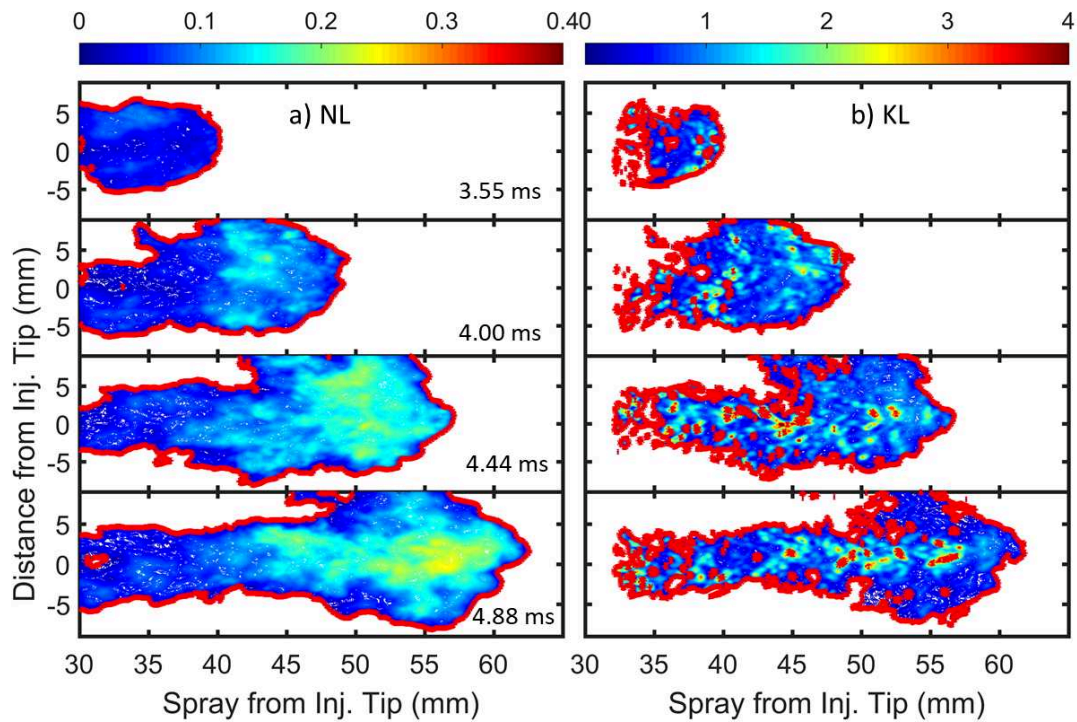 0 0.1 0.2 0.3 0.4 0 1 2 3 4
a) NL b) KL
5
0
-5
3.55 ms
5
0
-5
4.00 ms
5
0
-5
4.44 ms
5
0
-5
4.88 ms
Distance from Inj. Tip (mm)
30 35 40 45 50 55 60 30 35 40 45 50 55 60
Spray from Inj. Tip (mm) Spray from Inj. Tip (mm)